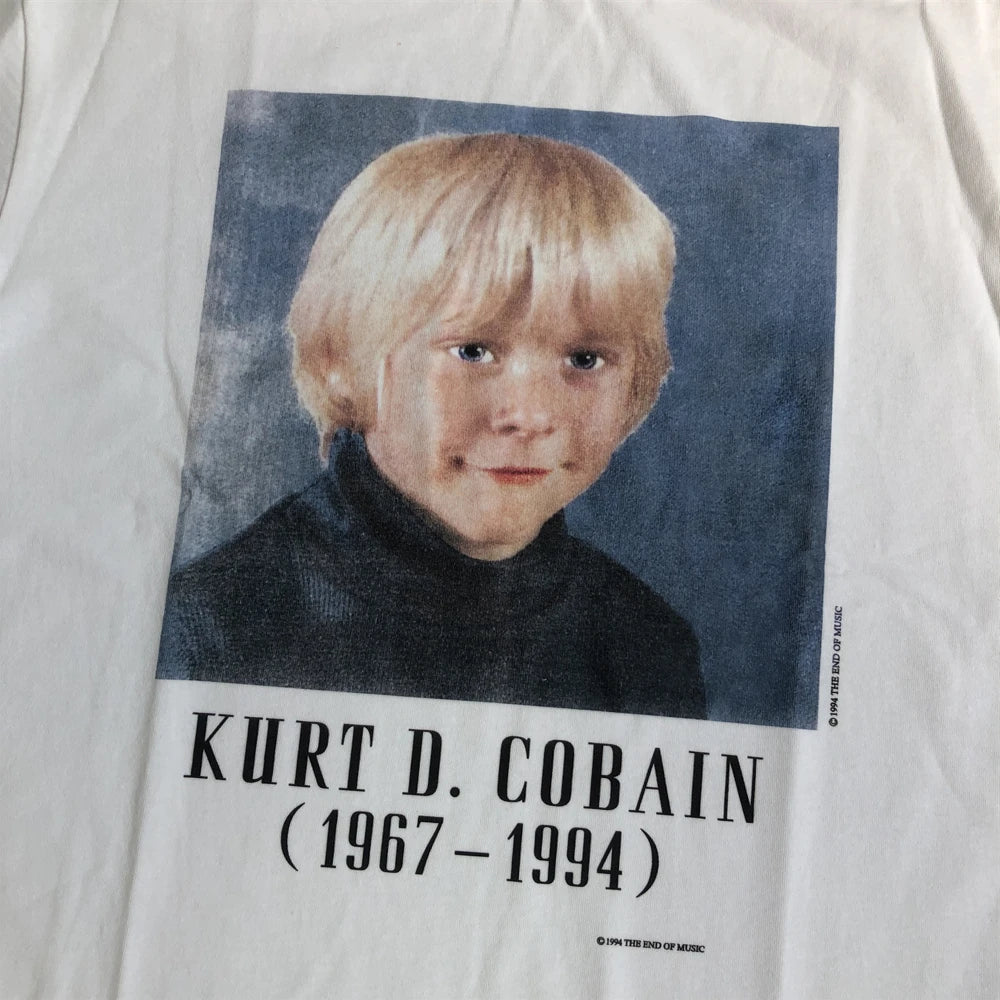 © 1994 THE END OF MUSIC
KURT D. COBAIN
(1967–1994)
© 1994 THE END OF MUSIC